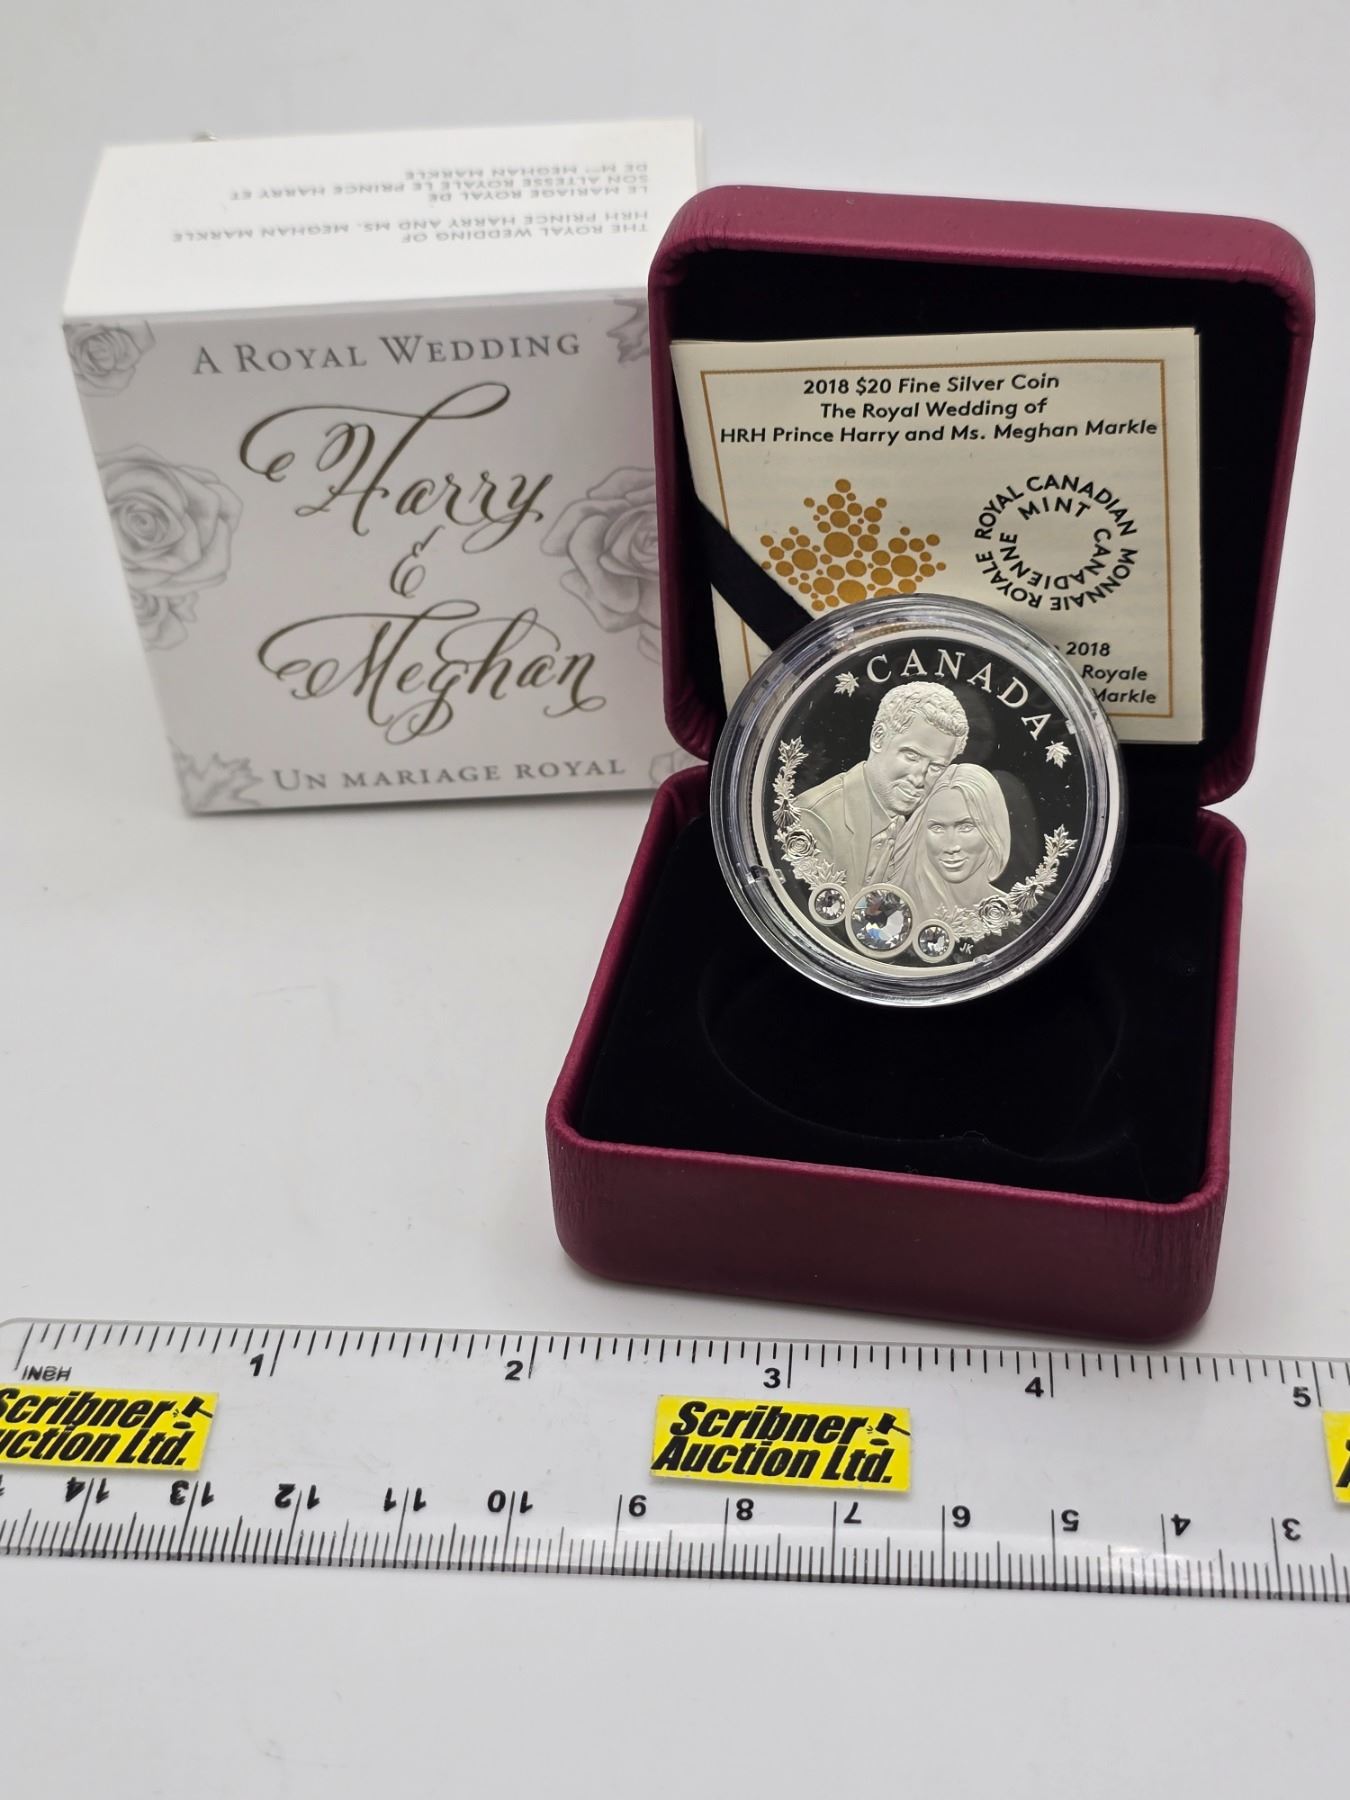 THE ROYAL WEDDING OF
HRH PRINCE HARRY AND MS. MEGHAN MARKLE
LE MARIAGE ROYAL DE
SON ALTESSE ROYALE LE PRINCE HARRY ET
DE Mme MEGHAN MARKLE
A ROYAL WEDDING
Harry
&
Meghan
UN MARIAGE ROYAL
2018 $20 Fine Silver Coin
The Royal Wedding of
HRH Prince Harry and Ms. Meghan Markle
ROYAL CANADIAN MINT
MONNAIE ROYALE CANADIENNE
2018
Royale
Markle
CANADA
JK
INCH
1 2 3 4 5
Scribner
Auction Ltd.
Scribner
Auction Ltd.
14 13 12 11 10 9 8 7 6 5 4 3